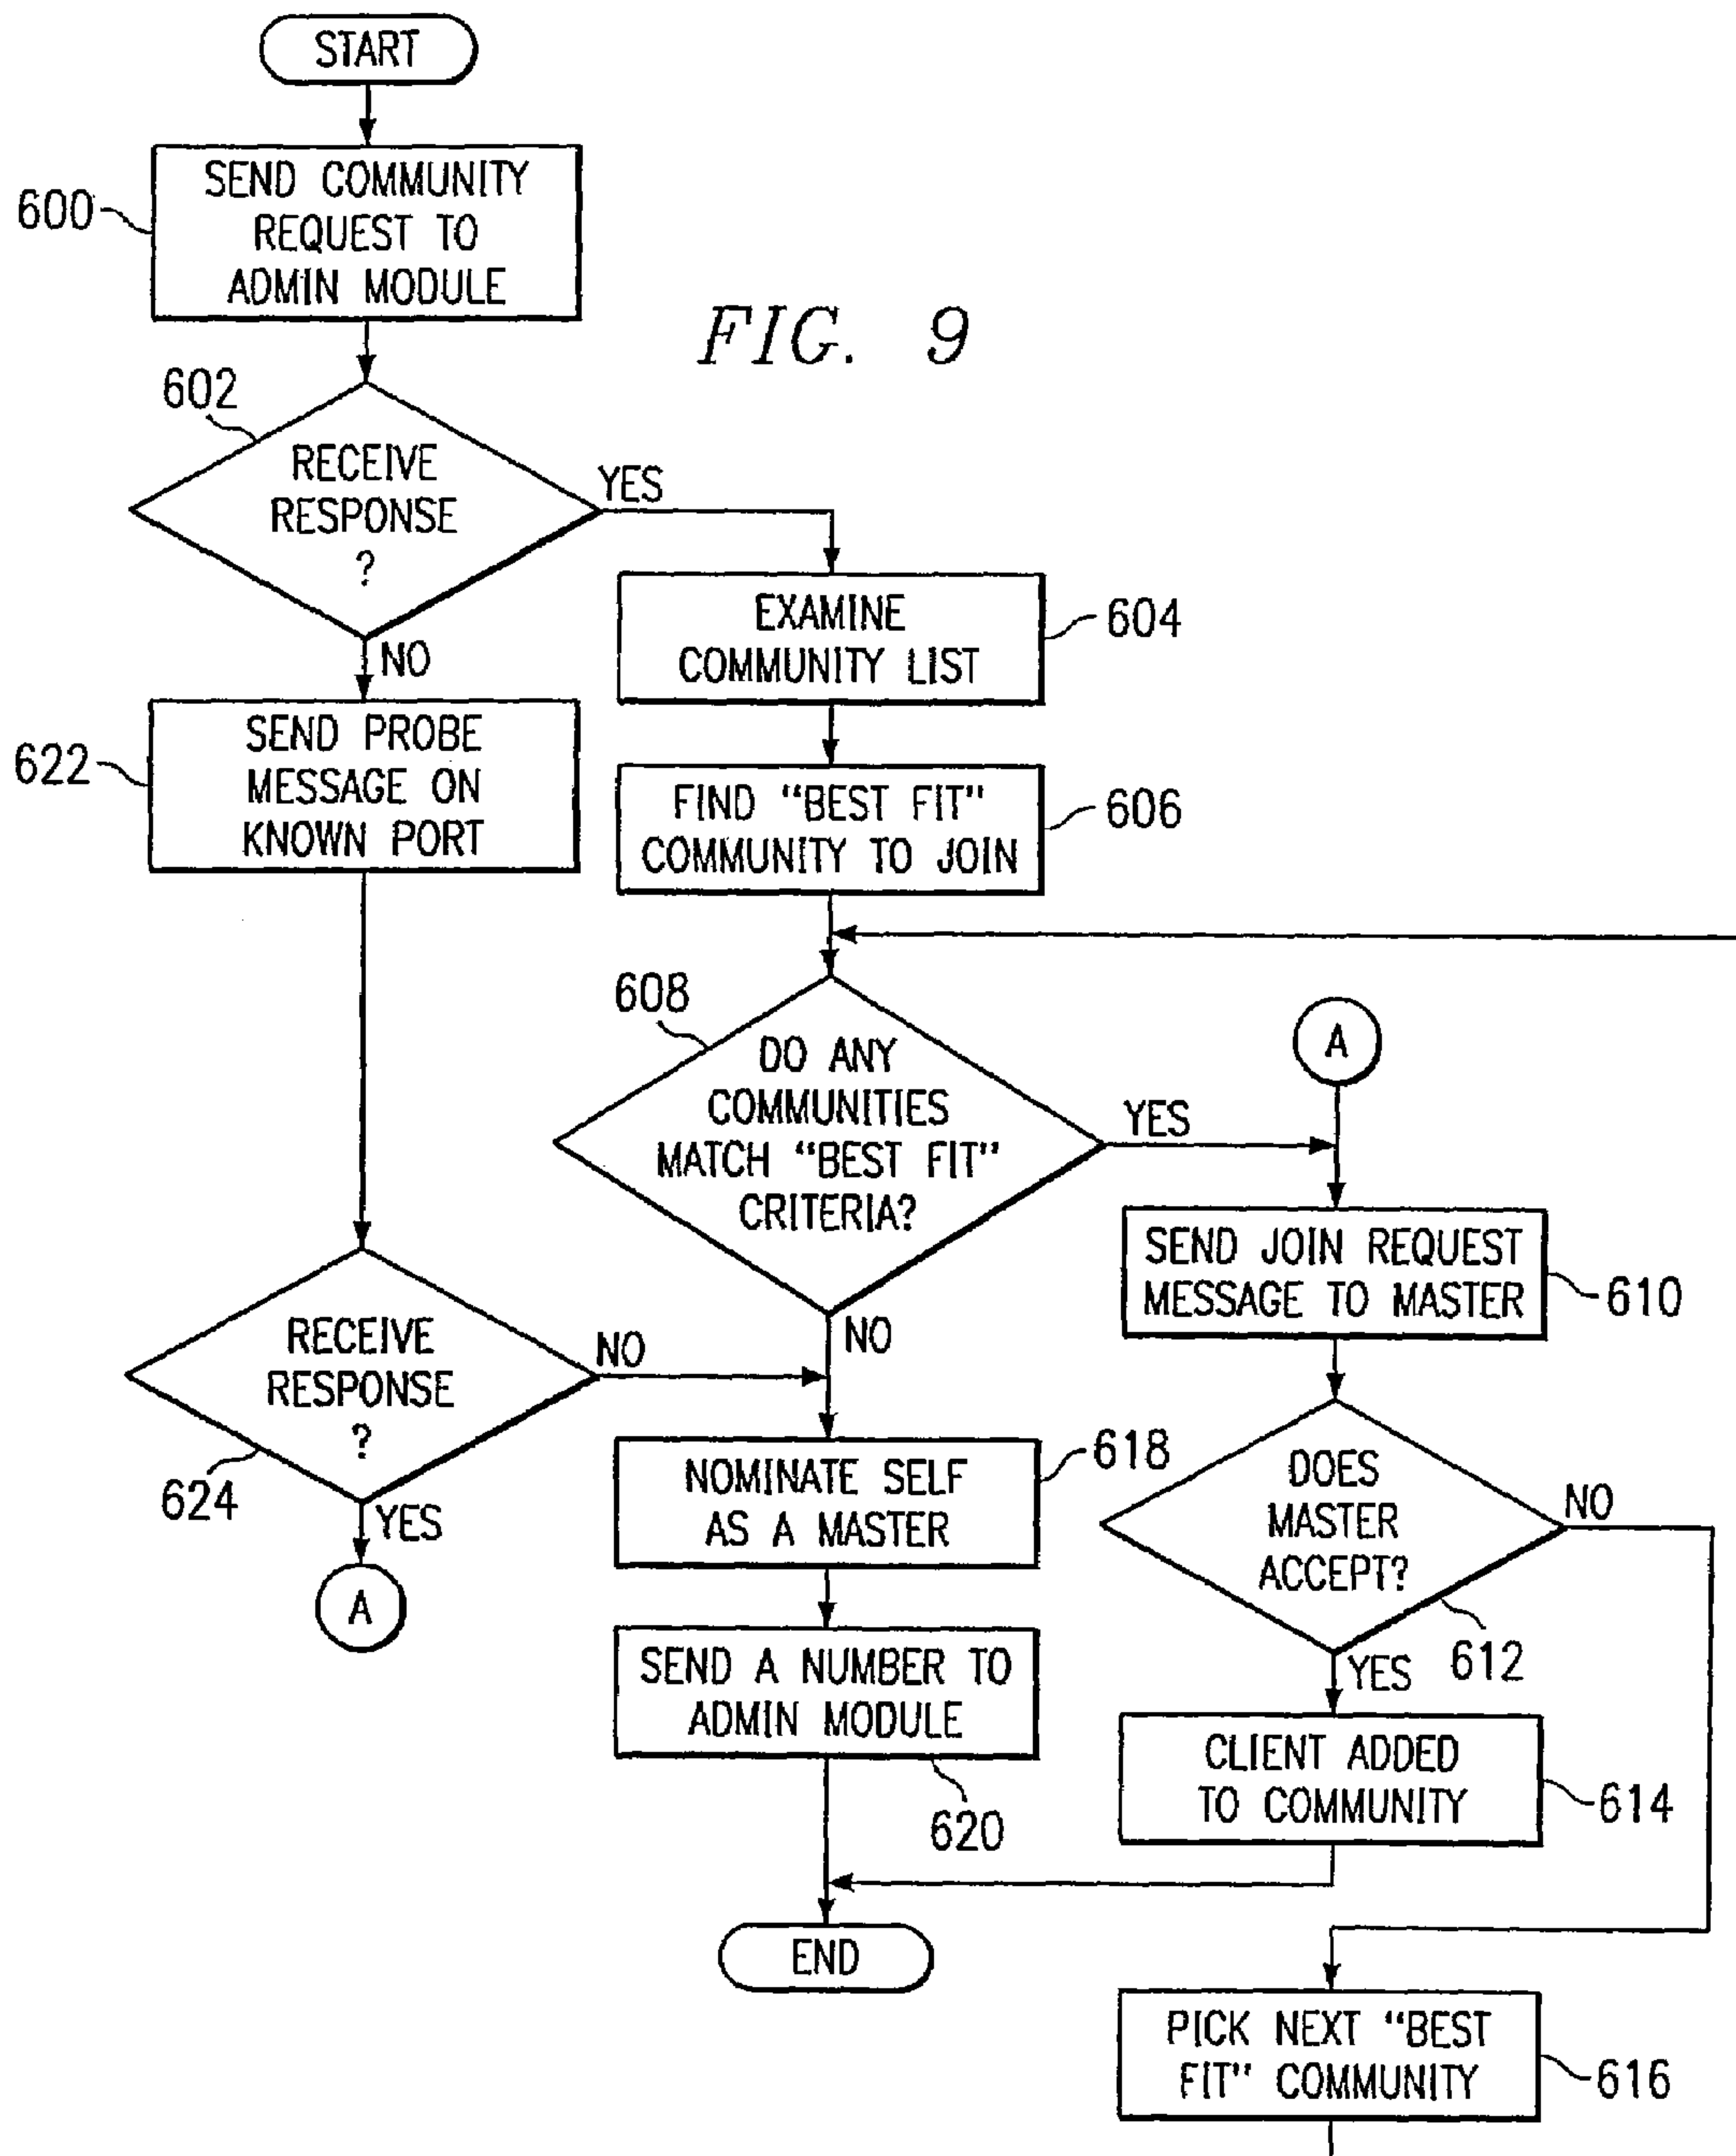 START
600
SEND COMMUNITY
REQUEST TO
ADMIN MODULE
FIG. 9
602
RECEIVE
RESPONSE
?
YES
NO
EXAMINE
COMMUNITY LIST
604
622
SEND PROBE
MESSAGE ON
KNOWN PORT
FIND “BEST FIT”
COMMUNITY TO JOIN
606
608
DO ANY
COMMUNITIES
MATCH “BEST FIT”
CRITERIA?
YES
NO
A
SEND JOIN REQUEST
MESSAGE TO MASTER
610
RECEIVE
RESPONSE
?
NO
624
YES
A
NOMINATE SELF
AS A MASTER
618
DOES
MASTER
ACCEPT?
NO
612
YES
SEND A NUMBER TO
ADMIN MODULE
620
CLIENT ADDED
TO COMMUNITY
614
END
PICK NEXT “BEST
FIT” COMMUNITY
616